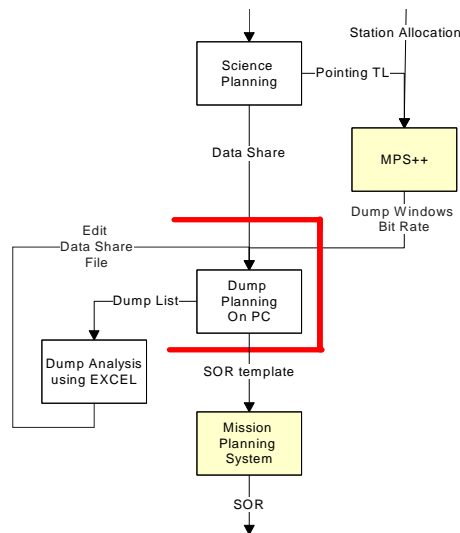 Station Allocation
Science
Planning
Pointing TL
MPS++
Data Share
Dump Windows
Bit Rate
Edit
Data Share
File
Dump
Planning
On PC
Dump List
Dump Analysis
using EXCEL
SOR template
Mission
Planning
System
SOR